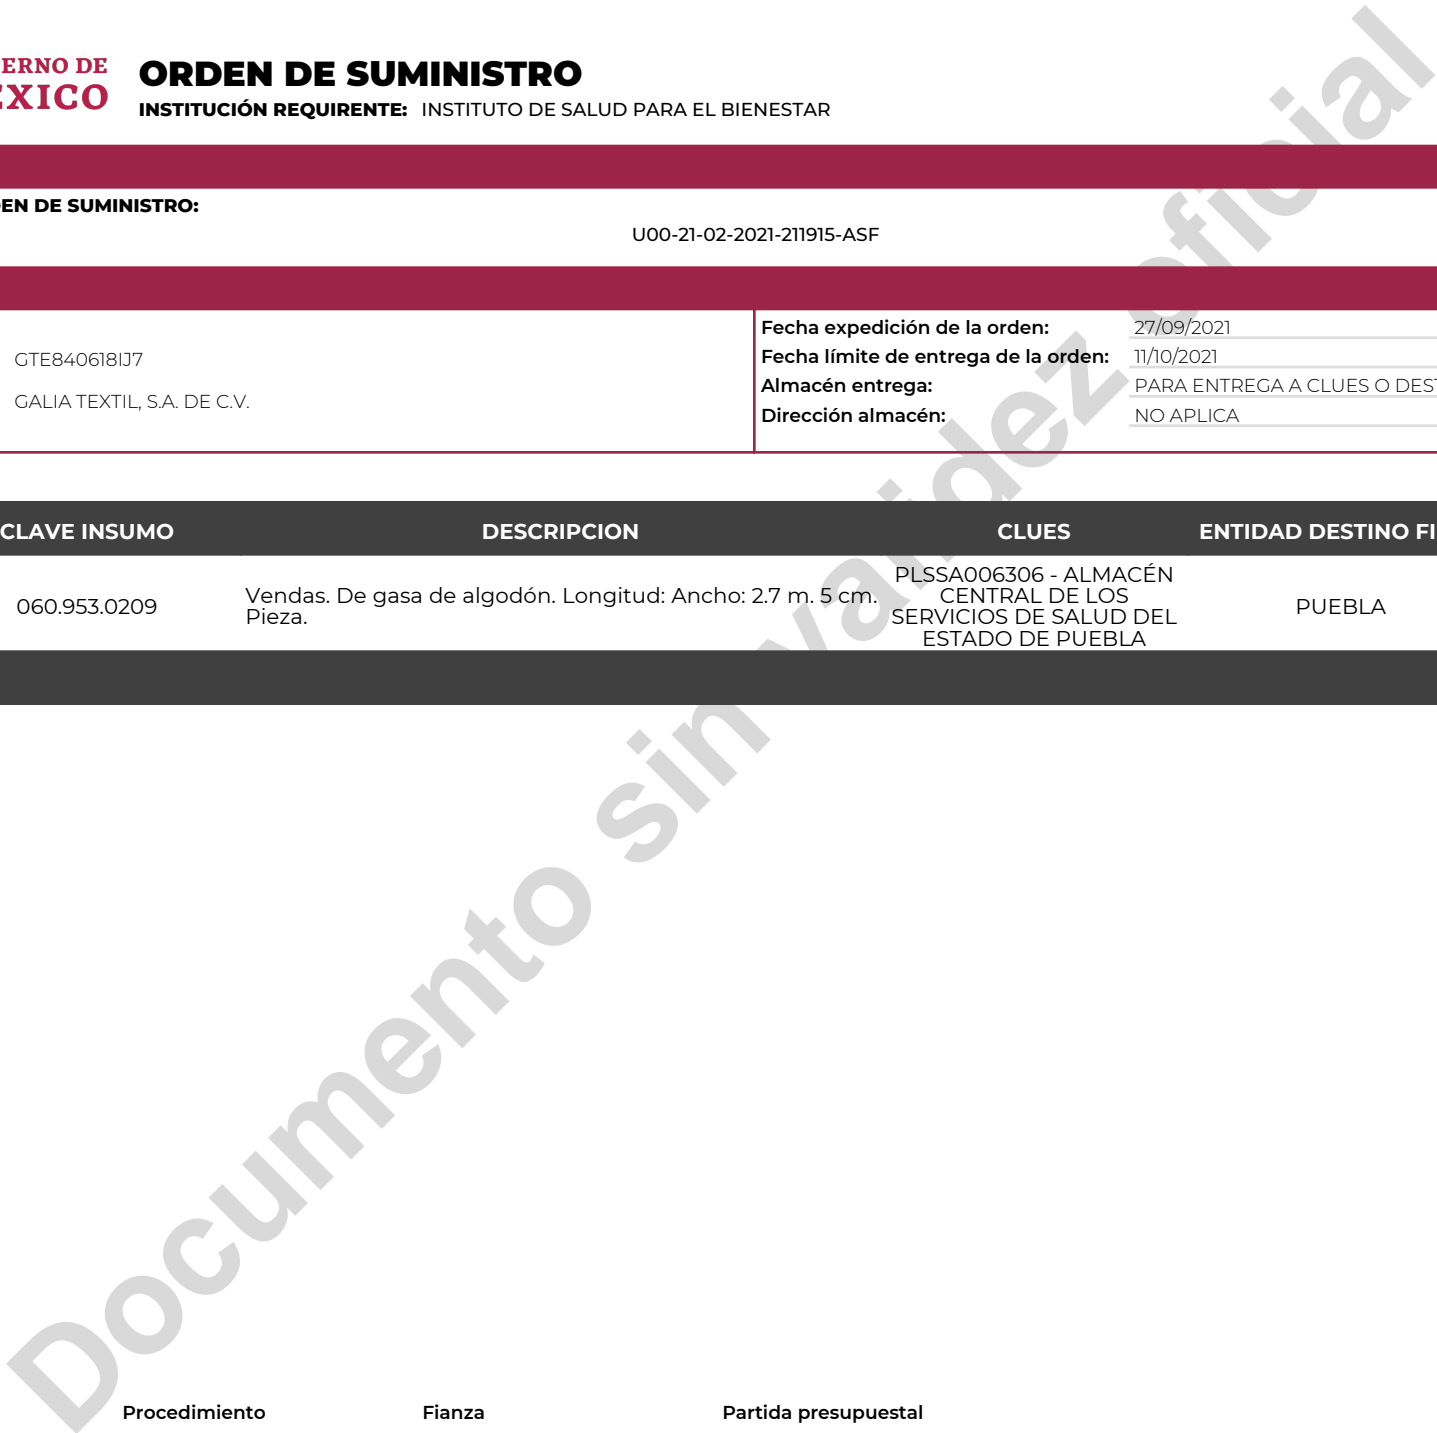 ERNO DE
ÉXICO
ORDEN DE SUMINISTRO
INSTITUCIÓN REQUIRENTE: INSTITUTO DE SALUD PARA EL BIENESTAR
EN DE SUMINISTRO:
U00-21-02-2021-211915-ASF
GTE840618IJ7
GALIA TEXTIL, S.A. DE C.V.
Fecha expedición de la orden: 27/09/2021
Fecha límite de entrega de la orden: 11/10/2021
Almacén entrega: PARA ENTREGA A CLUES O DEST
Dirección almacén: NO APLICA
CLAVE INSUMO DESCRIPCION CLUES ENTIDAD DESTINO FI
060.953.0209
Vendas. De gasa de algodón. Longitud: Ancho: 2.7 m. 5 cm.
Pieza.
PLSSA006306 - ALMACÉN
CENTRAL DE LOS
SERVICIOS DE SALUD DEL
ESTADO DE PUEBLA
PUEBLA
Documento sin validez oficial
Procedimiento Fianza Partida presupuestal